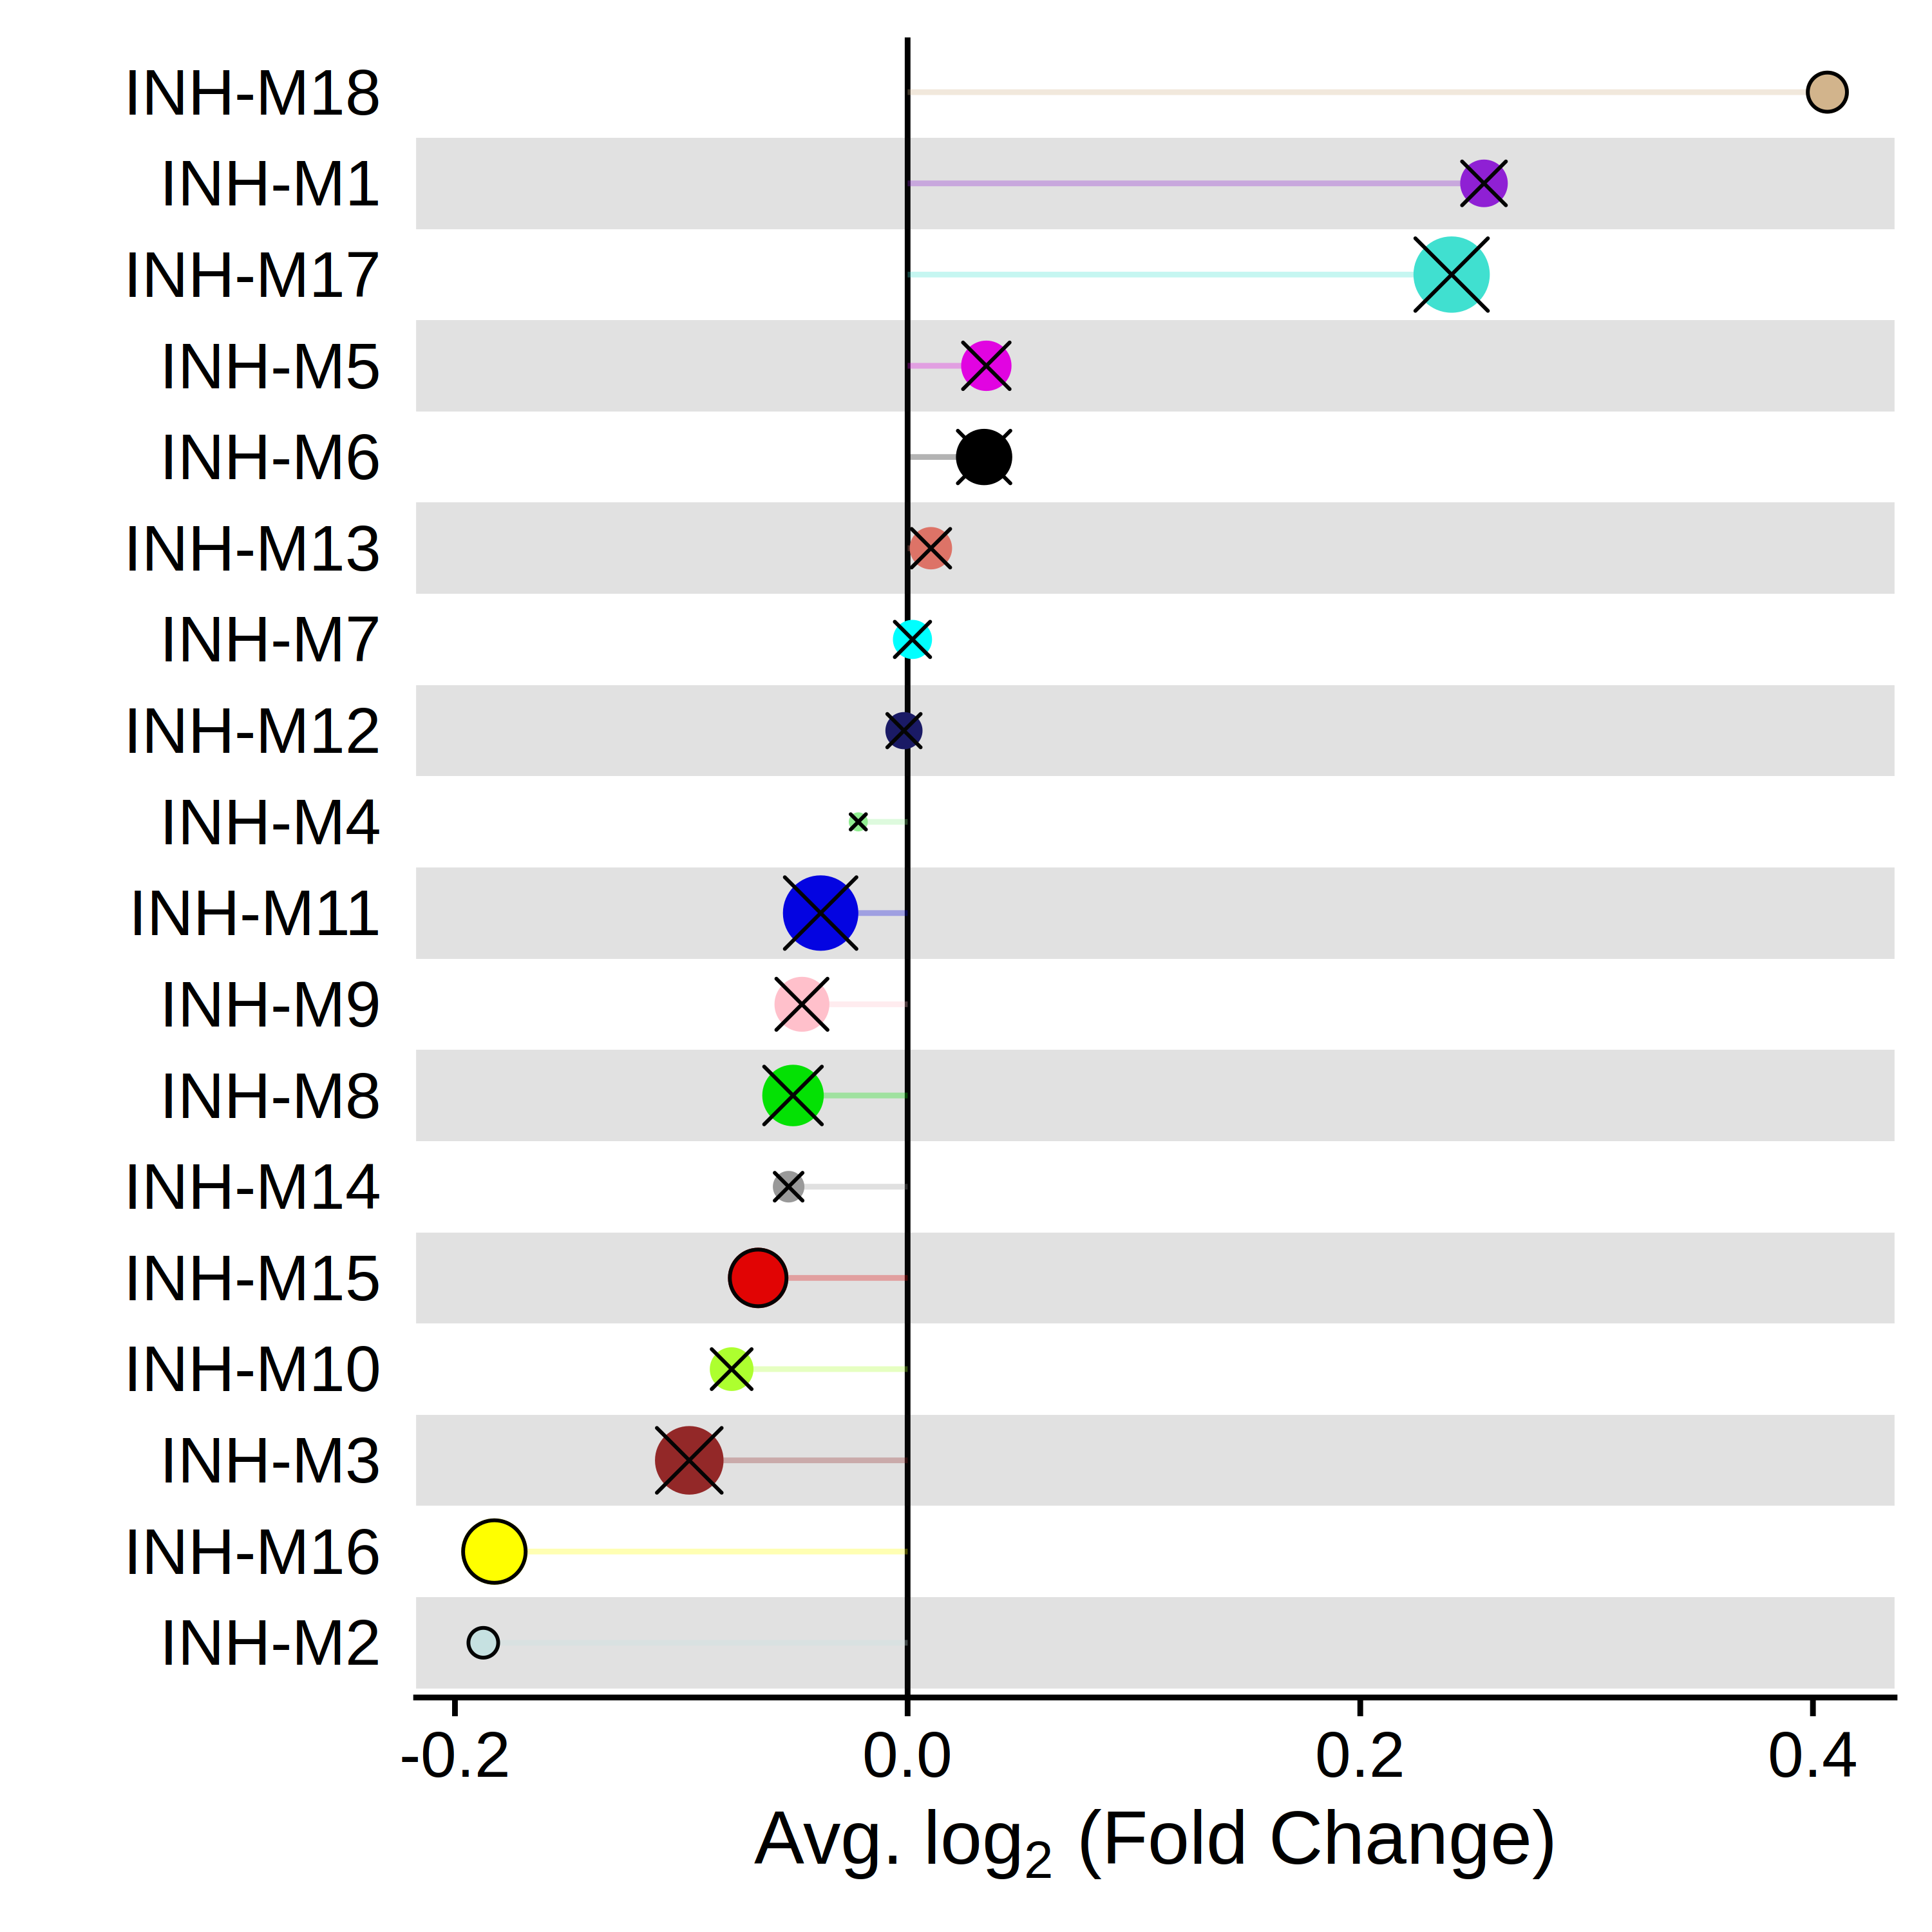 INH-M18
INH-M1
INH-M17
INH-M5
INH-M6
INH-M13
INH-M7
INH-M12
INH-M4
INH-M11
INH-M9
INH-M8
INH-M14
INH-M15
INH-M10
INH-M3
INH-M16
INH-M2
-0.2 0.0 0.2 0.4
Avg. log₂ (Fold Change)